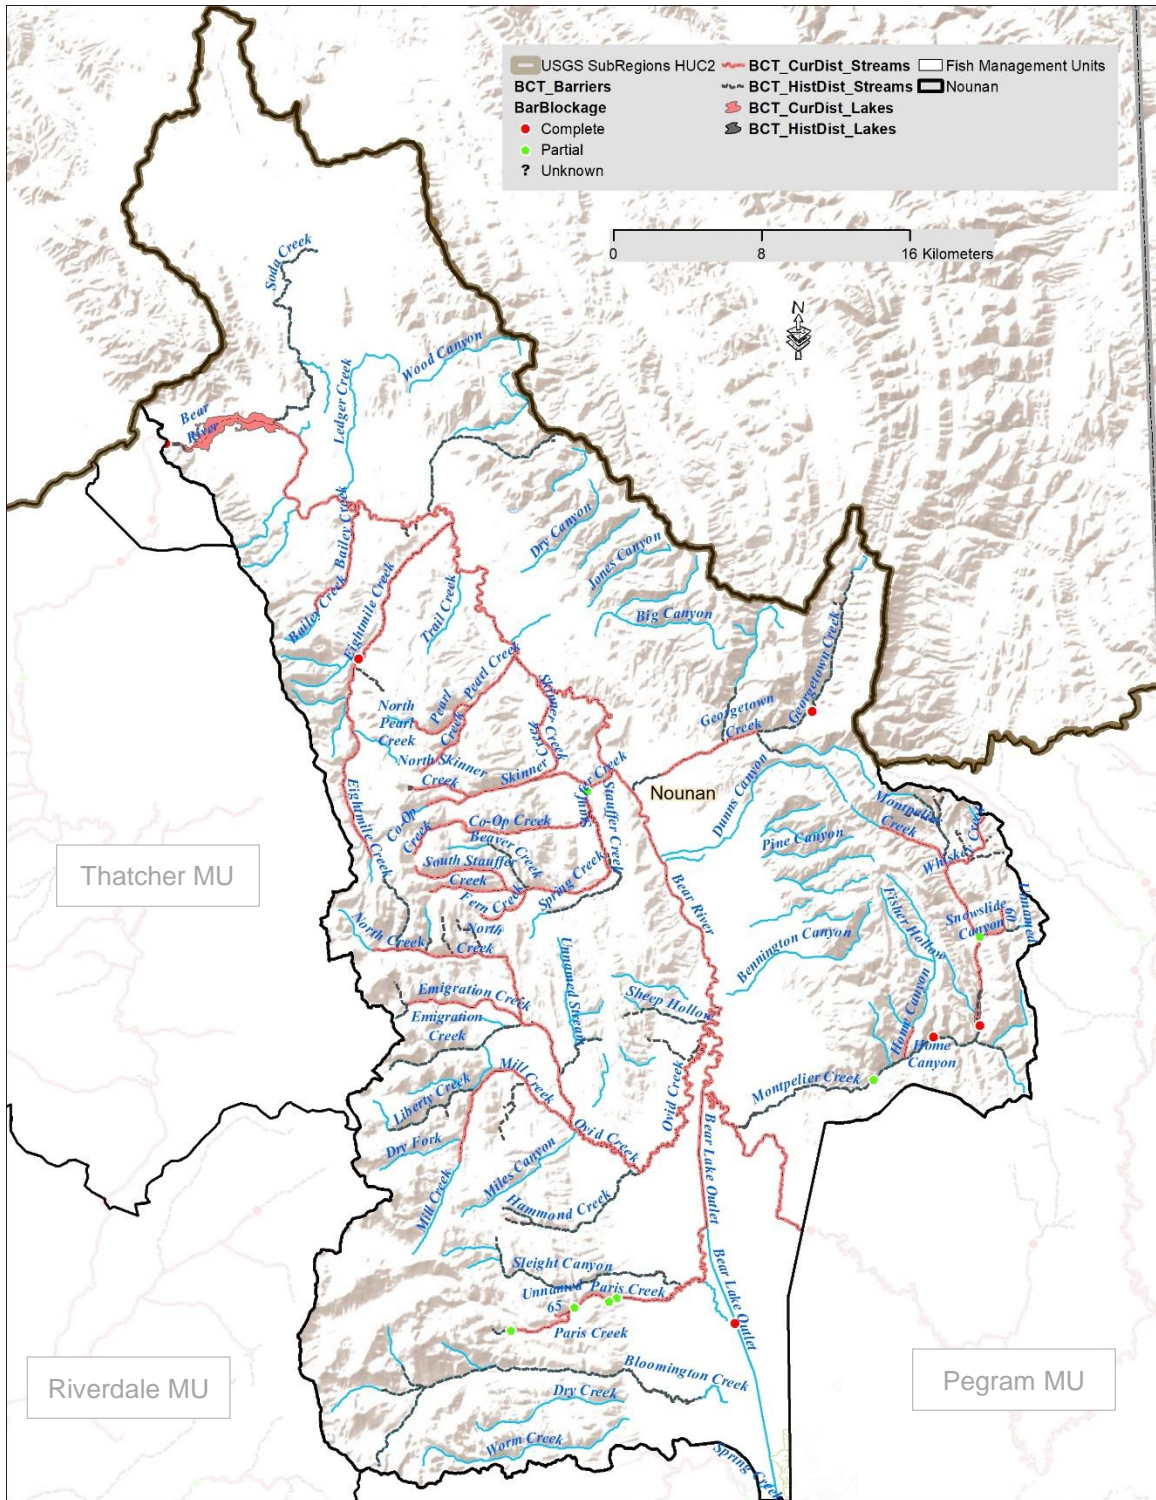 USGS SubRegions HUC2
BCT_Barriers
BarBlockage
Complete
Partial
? Unknown
BCT_CurDist_Streams
BCT_HistDist_Streams
BCT_CurDist_Lakes
BCT_HistDist_Lakes
Fish Management Units
Nounan
0 8 16 Kilometers
N
Soda Creek
Wood Canyon
Ledger Creek
Bear
River
Bailey Creek
Bailey Creek
Eightmile Creek
Trail Creek
Dry Canyon
Jones Canyon
Big Canyon
Georgetown Creek
Georgetown
Creek
North
Pearl
Creek
Pearl
Creek
Pearl Creek
Skinner Creek
North Skinner
Creek
Skinner
Creek
Nounan
Dunns Canyon
Stauffer Creek
Co-Op
Creek
Co-Op Creek
Beaver Creek
South Stauffer
Creek
Fern Creek
Spring Creek
Eightmile Creek
Pine Canyon
Montpelier
Creek
Whiskey Creek
Snowslide
Canyon
Unnamed
60
Fisher Hollow
Bear River
Bennington Canyon
Thatcher MU
North Creek
North
Creek
Unnamed Stream
Sheep Hollow
Emigration Creek
Emigration
Creek
Home Canyon
Home
Canyon
Montpelier Creek
Mill Creek
Liberty Creek
Ovid Creek
Ovid Creek
Dry Fork
Miles Canyon
Mill Creek
Hammond Creek
Bear Lake Outlet
Bear Lake Outlet
Sleight Canyon
Unnamed
65
Paris Creek
Paris Creek
Bloomington Creek
Dry Creek
Worm Creek
Spring Creek
Riverdale MU
Pegram MU